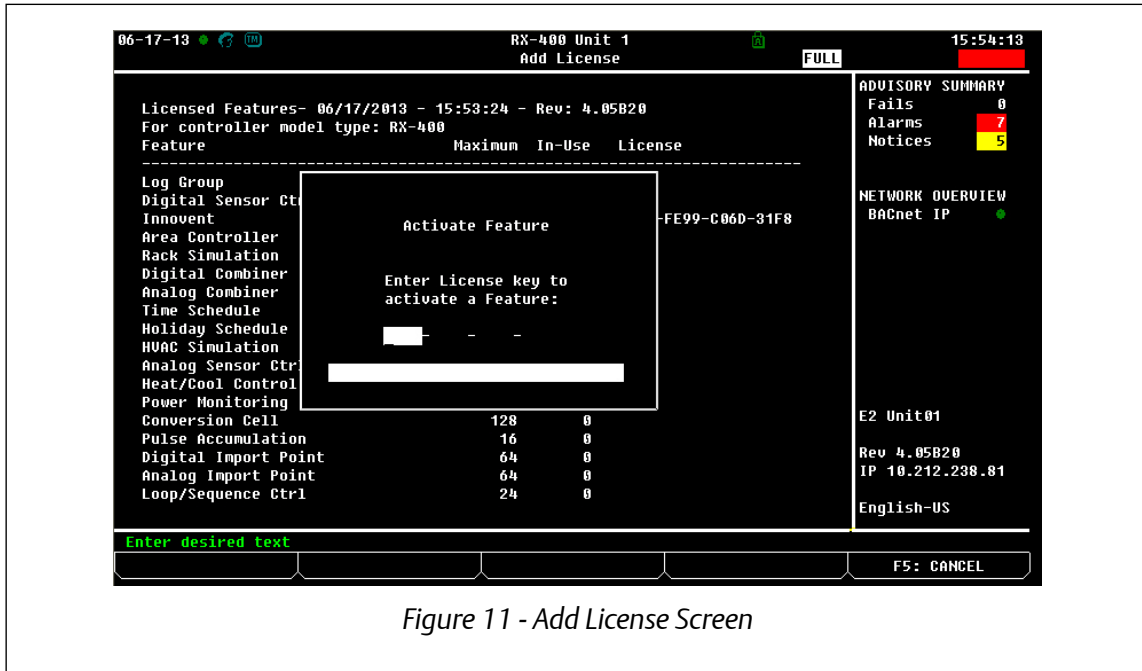 06-17-13 RX-400 Unit 1 15:54:13
Add License FULL
ADVISORY SUMMARY
Fails 0
Alarms 7
Notices 5
NETWORK OVERVIEW
BACnet IP
E2 Unit01
Rev 4.05B20
IP 10.212.238.81
English-US
Licensed Features- 06/17/2013 - 15:53:24 - Rev: 4.05B20
For controller model type: RX-400
Feature Maximum In-Use License
Log Group
Digital Sensor Ct
Innovent -FE99-C06D-31F8
Area Controller
Rack Simulation
Digital Combiner
Analog Combiner
Time Schedule
Holiday Schedule
HVAC Simulation
Analog Sensor Ctr
Heat/Cool Control
Power Monitoring
Conversion Cell 128 0
Pulse Accumulation 16 0
Digital Import Point 64 0
Analog Import Point 64 0
Loop/Sequence Ctrl 24 0
Activate Feature
Enter License key to
activate a Feature:
- - -
Enter desired text
F5: CANCEL
Figure 11 - Add License Screen